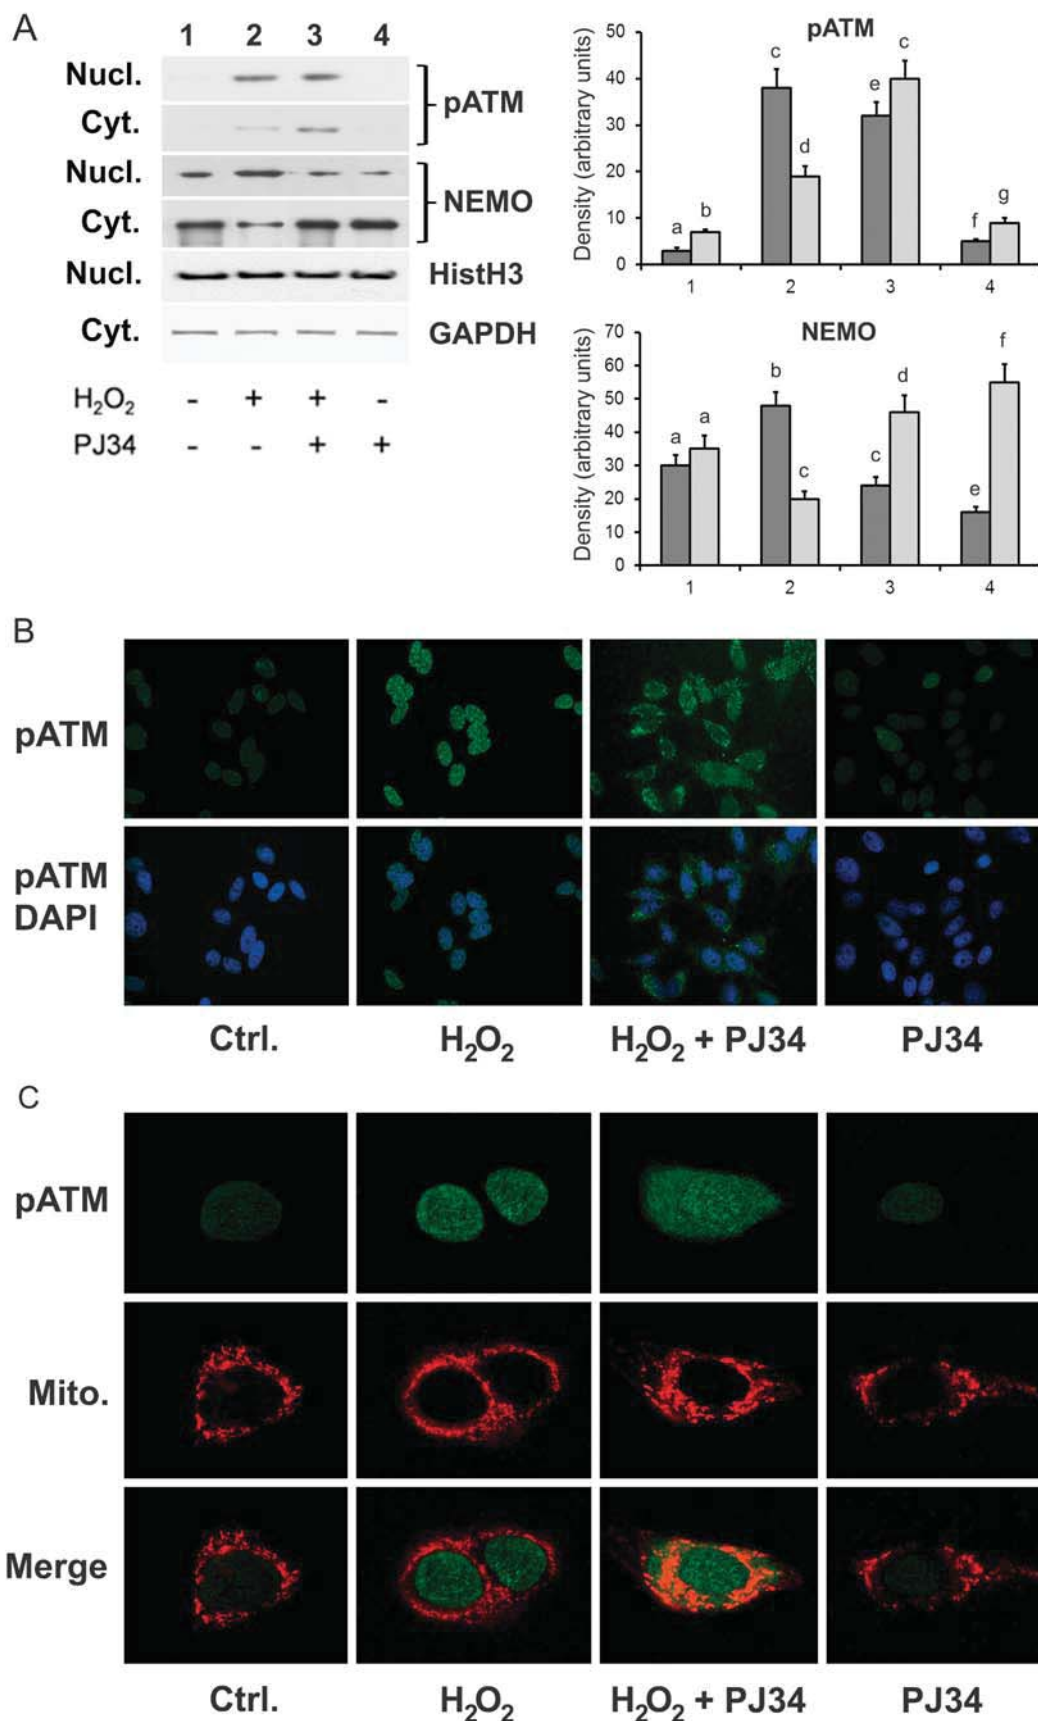 A
1 2 3 4
Nucl.
Cyt.
pATM
Nucl.
Cyt.
NEMO
Nucl.
HistH3
Cyt.
GAPDH
H₂O₂ - + + -
PJ34 - - + +
pATM
Density (arbitrary units)
50
40
30
20
10
0
a b c d e c f g
1 2 3 4
NEMO
Density (arbitrary units)
70
60
50
40
30
20
10
0
a a b c c d e f
1 2 3 4
B
pATM
pATM
DAPI
Ctrl. H₂O₂ H₂O₂ + PJ34 PJ34
C
pATM
Mito.
Merge
Ctrl. H₂O₂ H₂O₂ + PJ34 PJ34